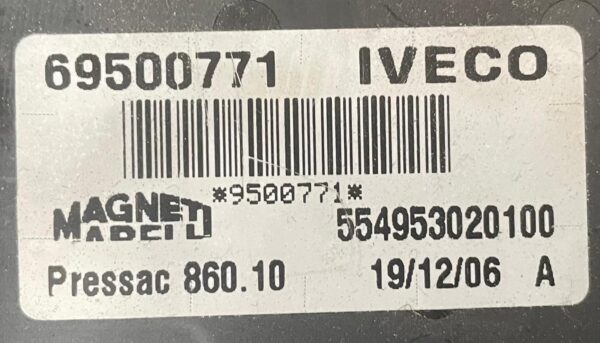 69500771 IVECO
*9500771*
MAGNETI 554953020100
MARELLI
Pressac 860.10 19/12/06 A